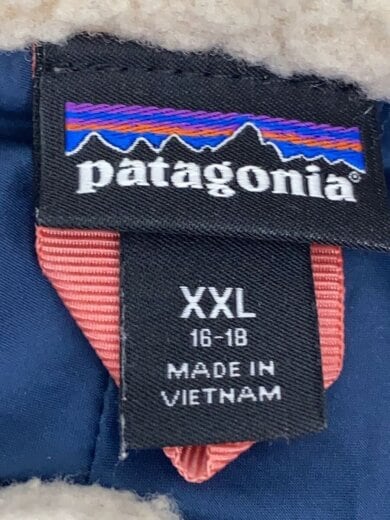 patagonia®
XXL
16-18
MADE IN
VIETNAM